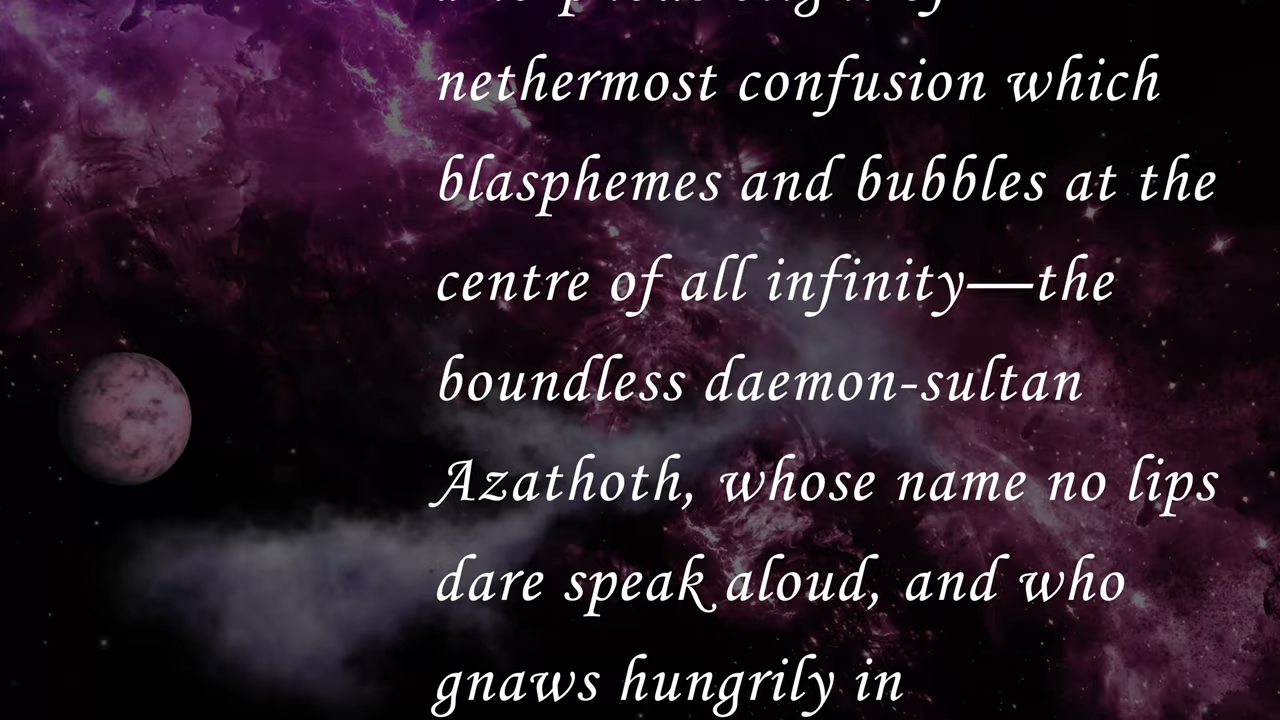 nethermost confusion which
blasphemes and bubbles at the
centre of all infinity—the
boundless daemon-sultan
Azathoth, whose name no lips
dare speak aloud, and who
gnaws hungrily in